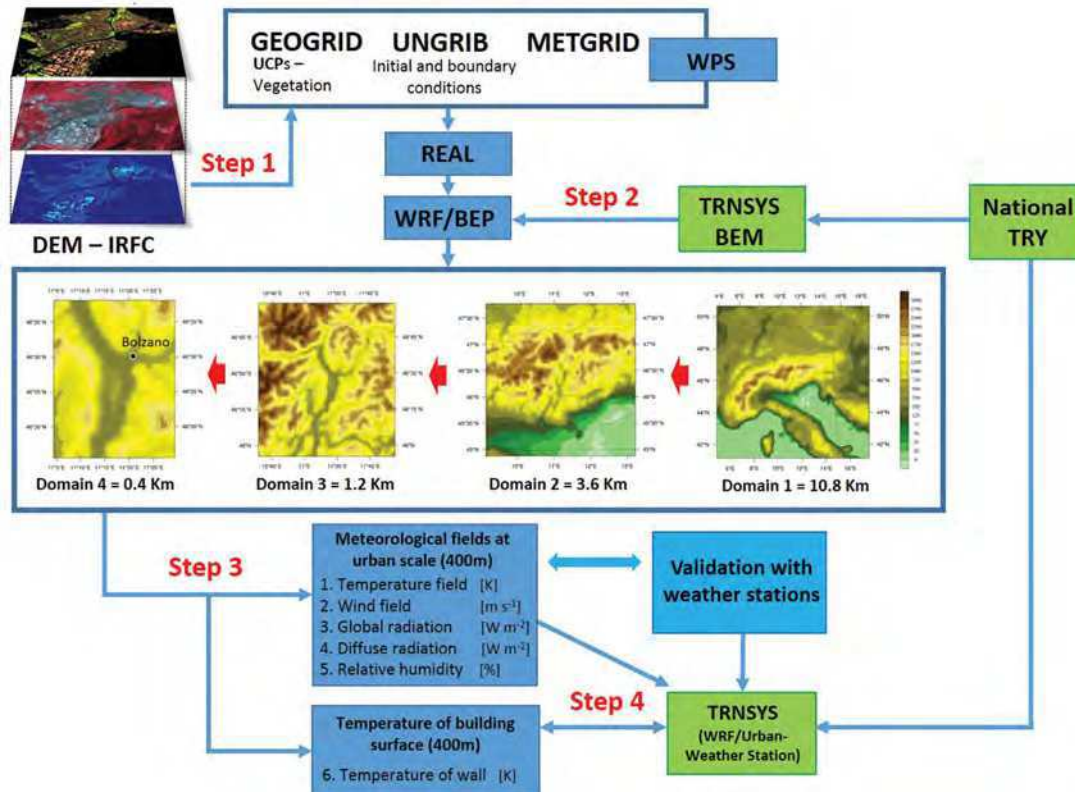 GEOGRID UNGRIB METGRID
UCPs –
Vegetation
Initial and boundary
conditions
WPS
Step 1
DEM – IRFC
REAL
WRF/BEP
Step 2
TRNSYS
BEM
National
TRY
Bolzano
Domain 4 = 0.4 Km
Domain 3 = 1.2 Km
Domain 2 = 3.6 Km
Domain 1 = 10.8 Km
Step 3
Meteorological fields at
urban scale (400m)
1. Temperature field [K]
2. Wind field [m s⁻¹]
3. Global radiation [W m⁻²]
4. Diffuse radiation [W m⁻²]
5. Relative humidity [%]
Validation with
weather stations
Step 4
Temperature of building
surface (400m)
6. Temperature of wall [K]
TRNSYS
(WRF/Urban-
Weather Station)